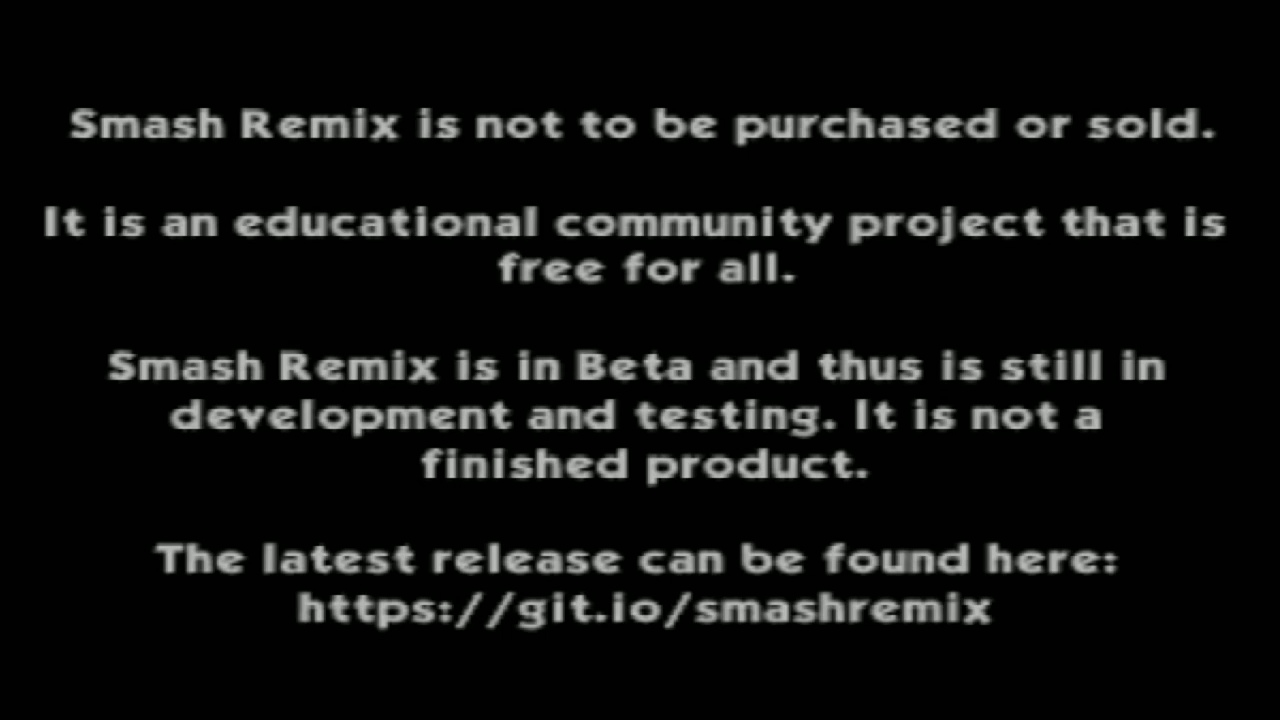 Smash Remix is not to be purchased or sold.
It is an educational community project that is
free for all.
Smash Remix is in Beta and thus is still in
development and testing. It is not a
finished product.
The latest release can be found here:
https://git.io/smashremix